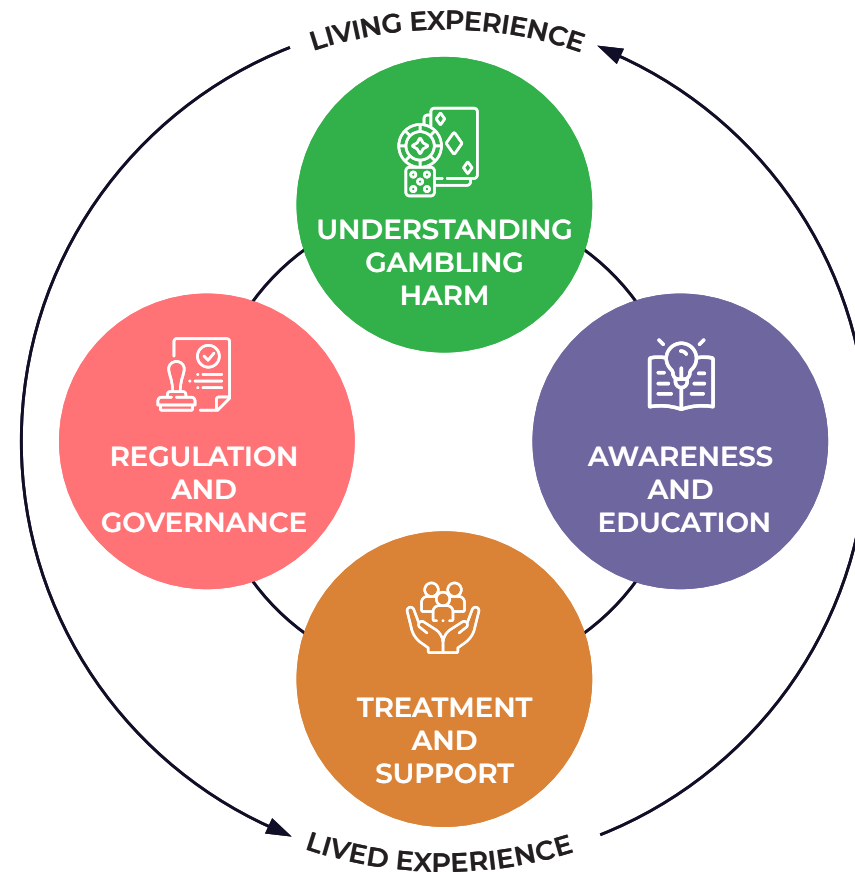 LIVING EXPERIENCE
UNDERSTANDING
GAMBLING
HARM
REGULATION
AND
GOVERNANCE
AWARENESS
AND
EDUCATION
TREATMENT
AND
SUPPORT
LIVED EXPERIENCE